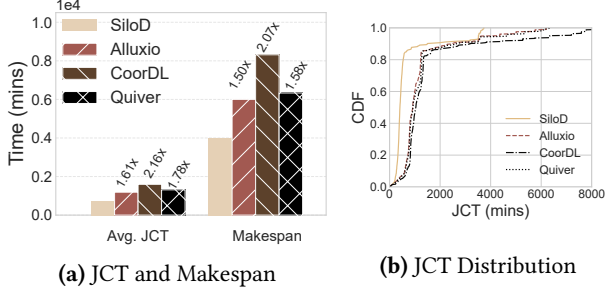 1e4
1.0
0.8
0.6
0.4
0.2
0.0
Time (mins)
SiloD
Alluxio
CoorDL
Quiver
1.61x
2.16x
1.78x
1.50x
2.07x
1.58x
Avg. JCT
Makespan
(a) JCT and Makespan
1.0
0.8
0.6
0.4
0.2
0.0
CDF
SiloD
Alluxio
CoorDL
Quiver
0 2000 4000 6000 8000
JCT (mins)
(b) JCT Distribution